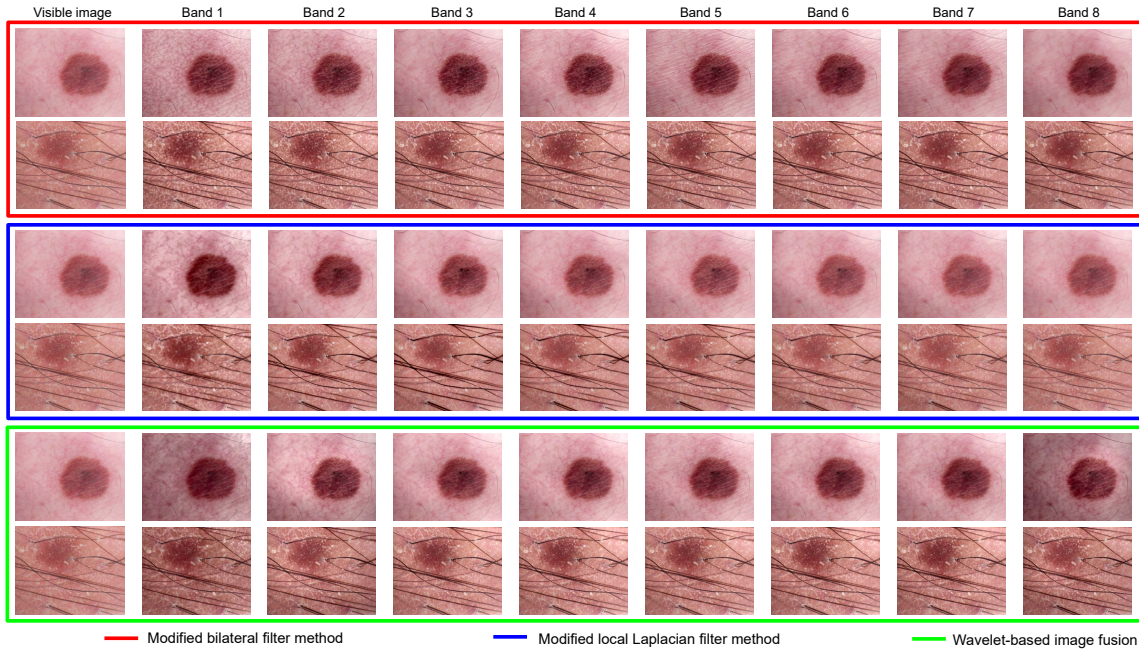 Visible image Band 1 Band 2 Band 3 Band 4 Band 5 Band 6 Band 7 Band 8
Modified bilateral filter method Modified local Laplacian filter method Wavelet-based image fusion